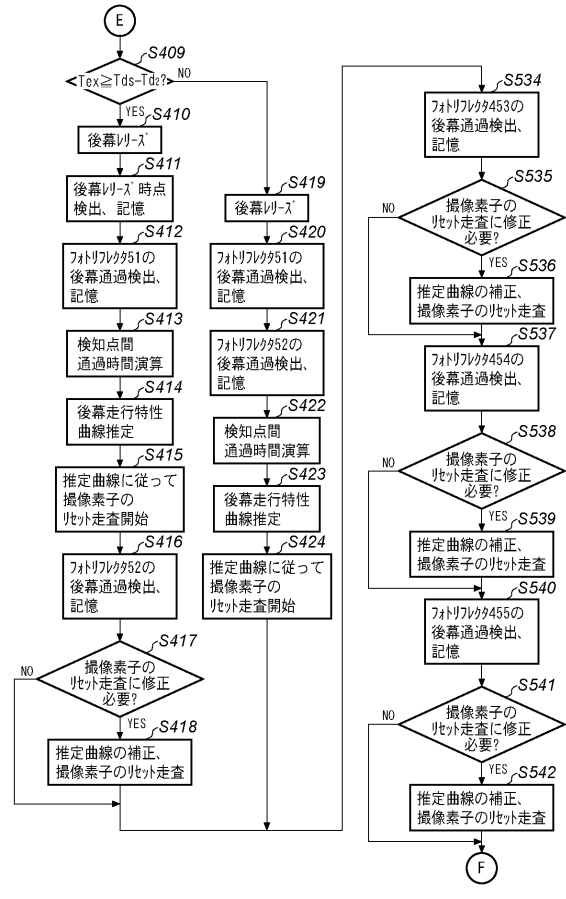 E
S409
Tex≧Tds−Td₂?
NO
YES
S410
後幕ﾚﾘｰｽﾞ
S411
後幕ﾚﾘｰｽﾞ時点
検出、記憶
S412
ﾌｫﾄﾘﾌﾚｸﾀ51の
後幕通過検出、
記憶
S413
検知点間
通過時間演算
S414
後幕走行特性
曲線推定
S415
推定曲線に従って
撮像素子の
ﾘｾｯﾄ走査開始
S416
ﾌｫﾄﾘﾌﾚｸﾀ52の
後幕通過検出、
記憶
S417
撮像素子の
ﾘｾｯﾄ走査に修正
必要?
NO
YES
S418
推定曲線の補正、
撮像素子のﾘｾｯﾄ走査
S419
後幕ﾚﾘｰｽﾞ
S420
ﾌｫﾄﾘﾌﾚｸﾀ51の
後幕通過検出、
記憶
S421
ﾌｫﾄﾘﾌﾚｸﾀ52の
後幕通過検出、
記憶
S422
検知点間
通過時間演算
S423
後幕走行特性
曲線推定
S424
推定曲線に従って
撮像素子の
ﾘｾｯﾄ走査開始
S534
ﾌｫﾄﾘﾌﾚｸﾀ453の
後幕通過検出、
記憶
S535
撮像素子の
ﾘｾｯﾄ走査に修正
必要?
NO
YES
S536
推定曲線の補正、
撮像素子のﾘｾｯﾄ走査
S537
ﾌｫﾄﾘﾌﾚｸﾀ454の
後幕通過検出、
記憶
S538
撮像素子の
ﾘｾｯﾄ走査に修正
必要?
NO
YES
S539
推定曲線の補正、
撮像素子のﾘｾｯﾄ走査
S540
ﾌｫﾄﾘﾌﾚｸﾀ455の
後幕通過検出、
記憶
S541
撮像素子の
ﾘｾｯﾄ走査に修正
必要?
NO
YES
S542
推定曲線の補正、
撮像素子のﾘｾｯﾄ走査
F